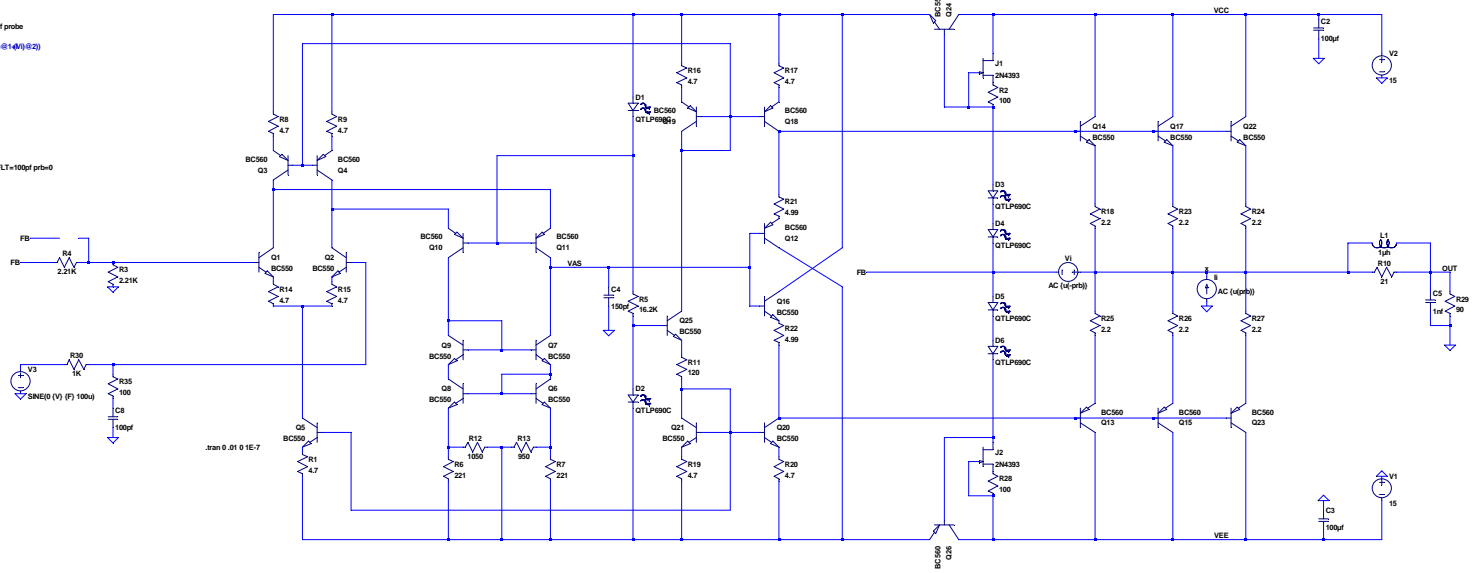 f probe
BC55
Q24
VCC
C2
100µf
V2
15
J1
2N4393
R2
100
R16
4.7
R17
4.7
D1
QTLP690C
BC560
Q19
BC560
Q18
R8
4.7
R9
4.7
BC560
Q3
BC560
Q4
Q14
BC550
Q17
BC550
Q22
BC550
FLT=100pf prb=0
D3
QTLP690C
D4
QTLP690C
R21
4.99
BC560
Q12
R18
2.2
R23
2.2
R24
2.2
BC560
Q10
BC560
Q11
FB
FB
R4
2.21K
R3
2.21K
Q1
BC550
Q2
BC550
R14
4.7
R15
4.7
VAS
C4
150pf
R5
16.2K
Q25
BC550
Q16
BC550
R22
4.99
FB
Vi
AC {u(-prb)}
Ii
AC {u(prb)}
L1
1µh
R10
21
OUT
C5
1nf
R29
90
D5
QTLP690C
D6
QTLP690C
R25
2.2
R26
2.2
R27
2.2
Q9
BC550
Q7
BC550
Q8
BC550
Q6
BC550
R11
120
D2
QTLP690C
V3
SINE(0 {V} {F} 100u)
R30
1K
R35
100
C8
100pf
Q5
BC550
R1
4.7
.tran 0 .01 0 1E-7
R12
1050
R13
950
R6
221
R7
221
Q21
BC550
Q20
BC550
R19
4.7
R20
4.7
BC560
Q13
BC560
Q15
BC560
Q23
J2
2N4393
R28
100
BC560
Q26
VEE
C3
100µf
V1
15